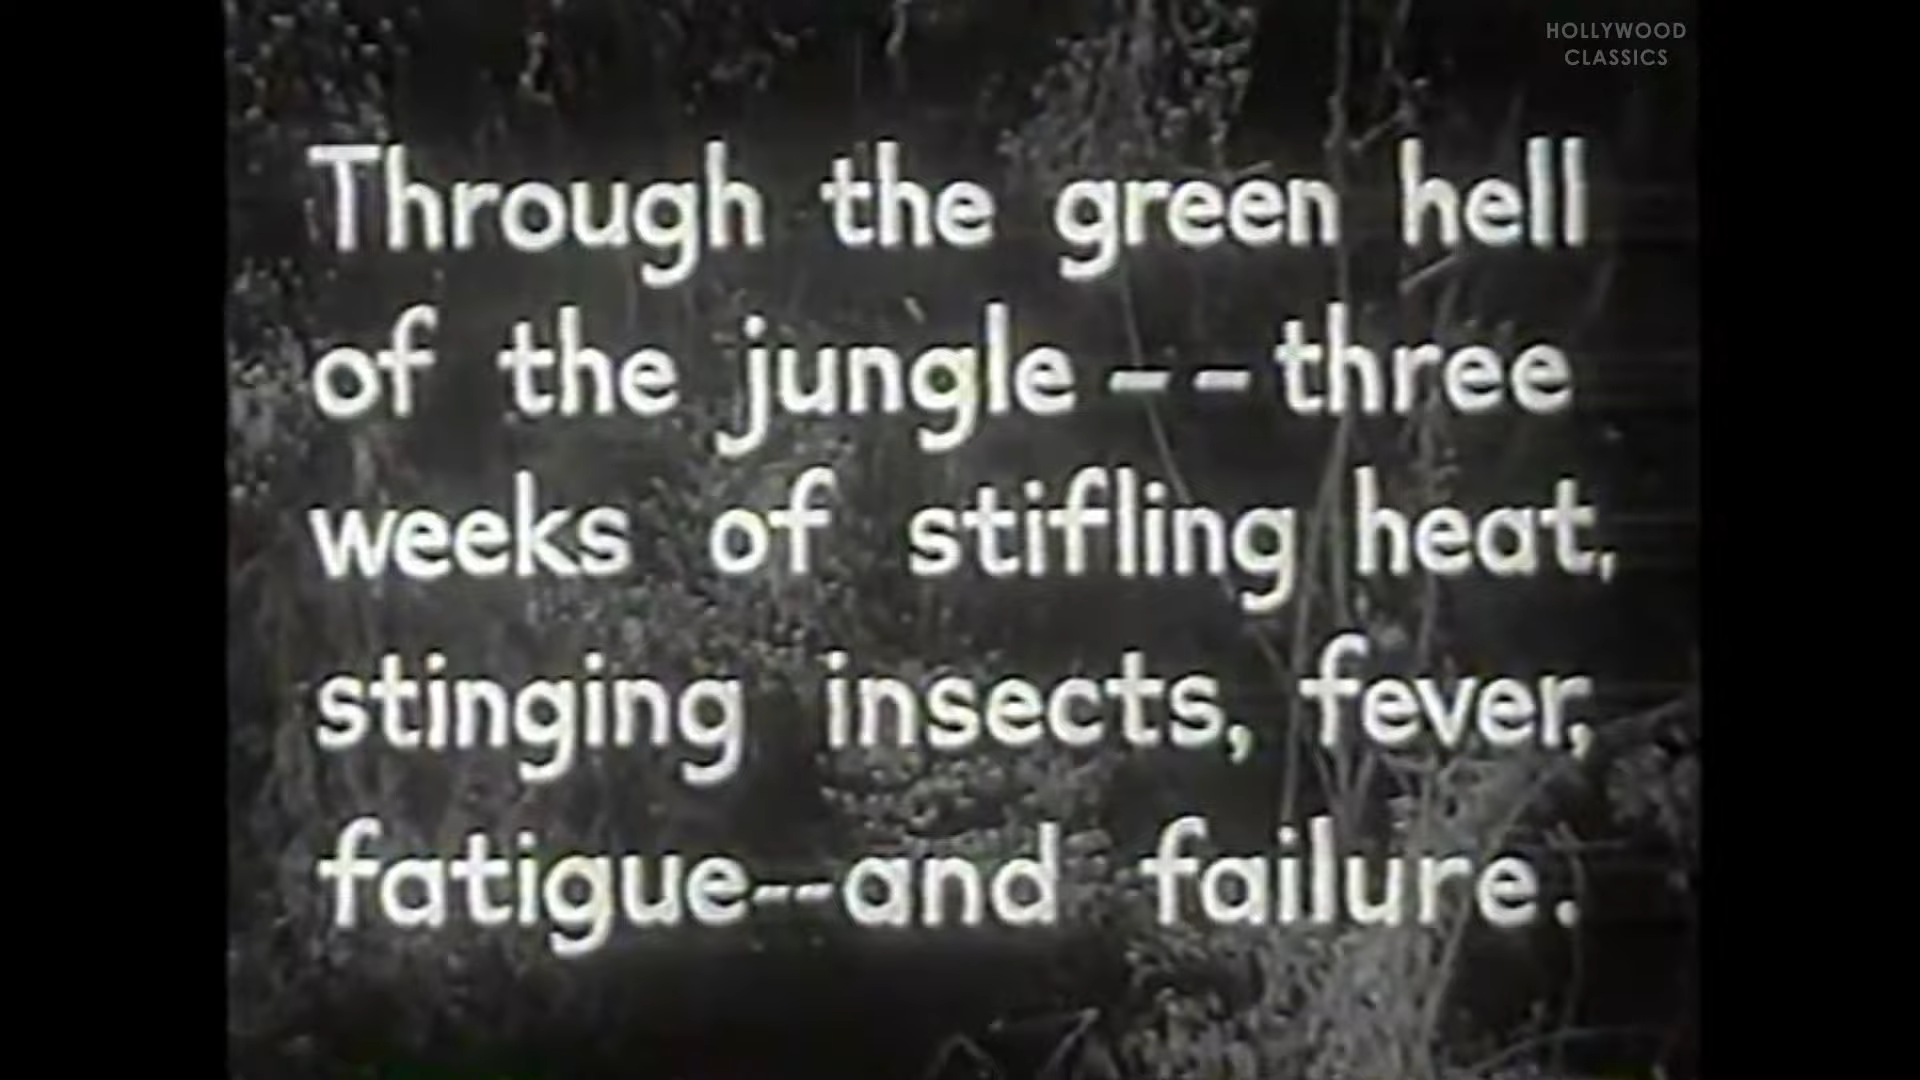 HOLLYWOOD
CLASSICS
Through the green hell
of the jungle -- three
weeks of stifling heat,
stinging insects, fever,
fatigue--and failure.